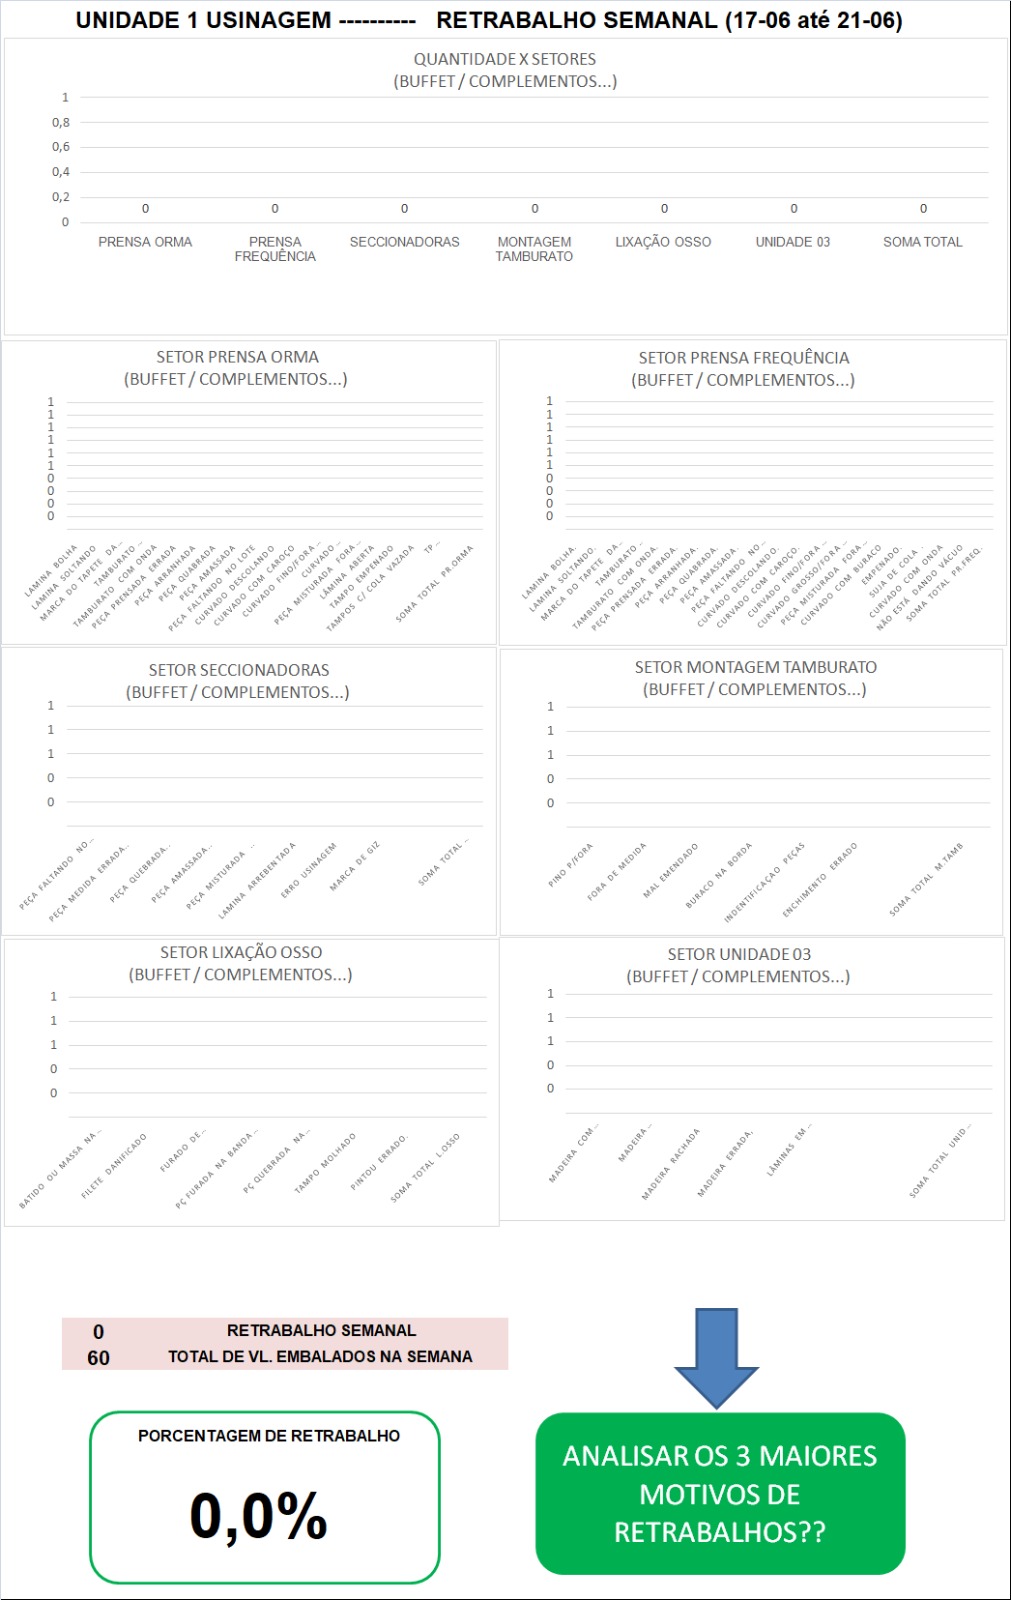 UNIDADE 1 USINAGEM ---------- RETRABALHO SEMANAL (17-06 até 21-06)
QUANTIDADE X SETORES
(BUFFET / COMPLEMENTOS...)
1
0,8
0,6
0,4
0,2
0
0 0 0 0 0 0 0
PRENSA ORMA
PRENSA FREQUÊNCIA
SECCIONADORAS
MONTAGEM TAMBURATO
LIXAÇÃO OSSO
UNIDADE 03
SOMA TOTAL
SETOR PRENSA ORMA
(BUFFET / COMPLEMENTOS...)
1
1
1
1
1
1
0
0
0
0
LAMINA BOLHA
LAMINA SOLTANDO
MARCA DO TAPETE DA...
TAMBURATO...
TAMBURATO COM ONDA
PEÇA PRENSADA ERRADA
PEÇA ARRANHADA
PEÇA QUABRADA
PEÇA AMASSADA
PEÇA FALTANDO NO LOTE
CURVADO DESCOLANDO
CURVADO COM CAROÇO
CURVADO FINO/FORA...
CURVADO...
PEÇA MISTURADA FORA...
LÂMINA ABERTA
TAMPO EMPENADO
TAMPOS C/ COLA VAZADA
TP...
SOMA TOTAL PR.ORMA
SETOR PRENSA FREQUÊNCIA
(BUFFET / COMPLEMENTOS...)
1
1
1
1
1
1
0
0
0
0
LAMINA BOLHA.
LAMINA SOLTANDO.
MARCA DO TAPETE DA..
TAMBURATO...
TAMBURATO COM ONDA.
PEÇA PRENSADA ERRADA.
PEÇA ARRANHADA.
PEÇA QUABRADA.
PEÇA AMASSADA.
PEÇA FALTANDO NO...
CURVADO DESCOLANDO.
CURVADO COM CAROÇO.
CURVADO FINO/FORA...
CURVADO GROSSO/FORA...
PEÇA MISTURADA FORA...
CURVADO COM BURACO
EMPENADO.
SUJA DE COLA .
CURVADO COM ONDA
NÃO ESTÁ DANDO VÁCUO
SOMA TOTAL PR.FREQ.
SETOR SECCIONADORAS
(BUFFET / COMPLEMENTOS...)
1
1
1
0
0
PEÇA FALTANDO NO...
PEÇA MEDIDA ERRADA..
PEÇA QUEBRADA..
PEÇA AMASSADA..
PEÇA MISTURADA ...
LAMINA ARREBENTADA
ERRO USINAGEM
MARCA DE GIZ
SOMA TOTAL ...
SETOR MONTAGEM TAMBURATO
(BUFFET / COMPLEMENTOS...)
1
1
1
0
0
PINO P/FORA
FORA DE MEDIDA
MAL EMENDADO
BURACO NA BORDA
INDENTIFICAÇAO PEÇAS
ENCHIMENTO ERRADO
SOMA TOTAL M.TAMB
SETOR LIXAÇÃO OSSO
(BUFFET / COMPLEMENTOS...)
1
1
1
0
0
BATIDO OU MASSA NA...
FILETE DANIFICADO
FURADO DE...
PÇ FURADA NA BANDA...
PÇ QUEBRADA NA...
TAMPO MOLHADO
PINTOU ERRADO.
SOMA TOTAL L.OSSO
SETOR UNIDADE 03
(BUFFET / COMPLEMENTOS...)
1
1
1
0
0
MADEIRA COM...
MADEIRA...
MADEIRA RACHADA
MADEIRA ERRADA,
LÂMINAS EM...
SOMA TOTAL UNID...
0 RETRABALHO SEMANAL
60 TOTAL DE VL. EMBALADOS NA SEMANA
PORCENTAGEM DE RETRABALHO
0,0%
ANALISAR OS 3 MAIORES
MOTIVOS DE
RETRABALHOS??